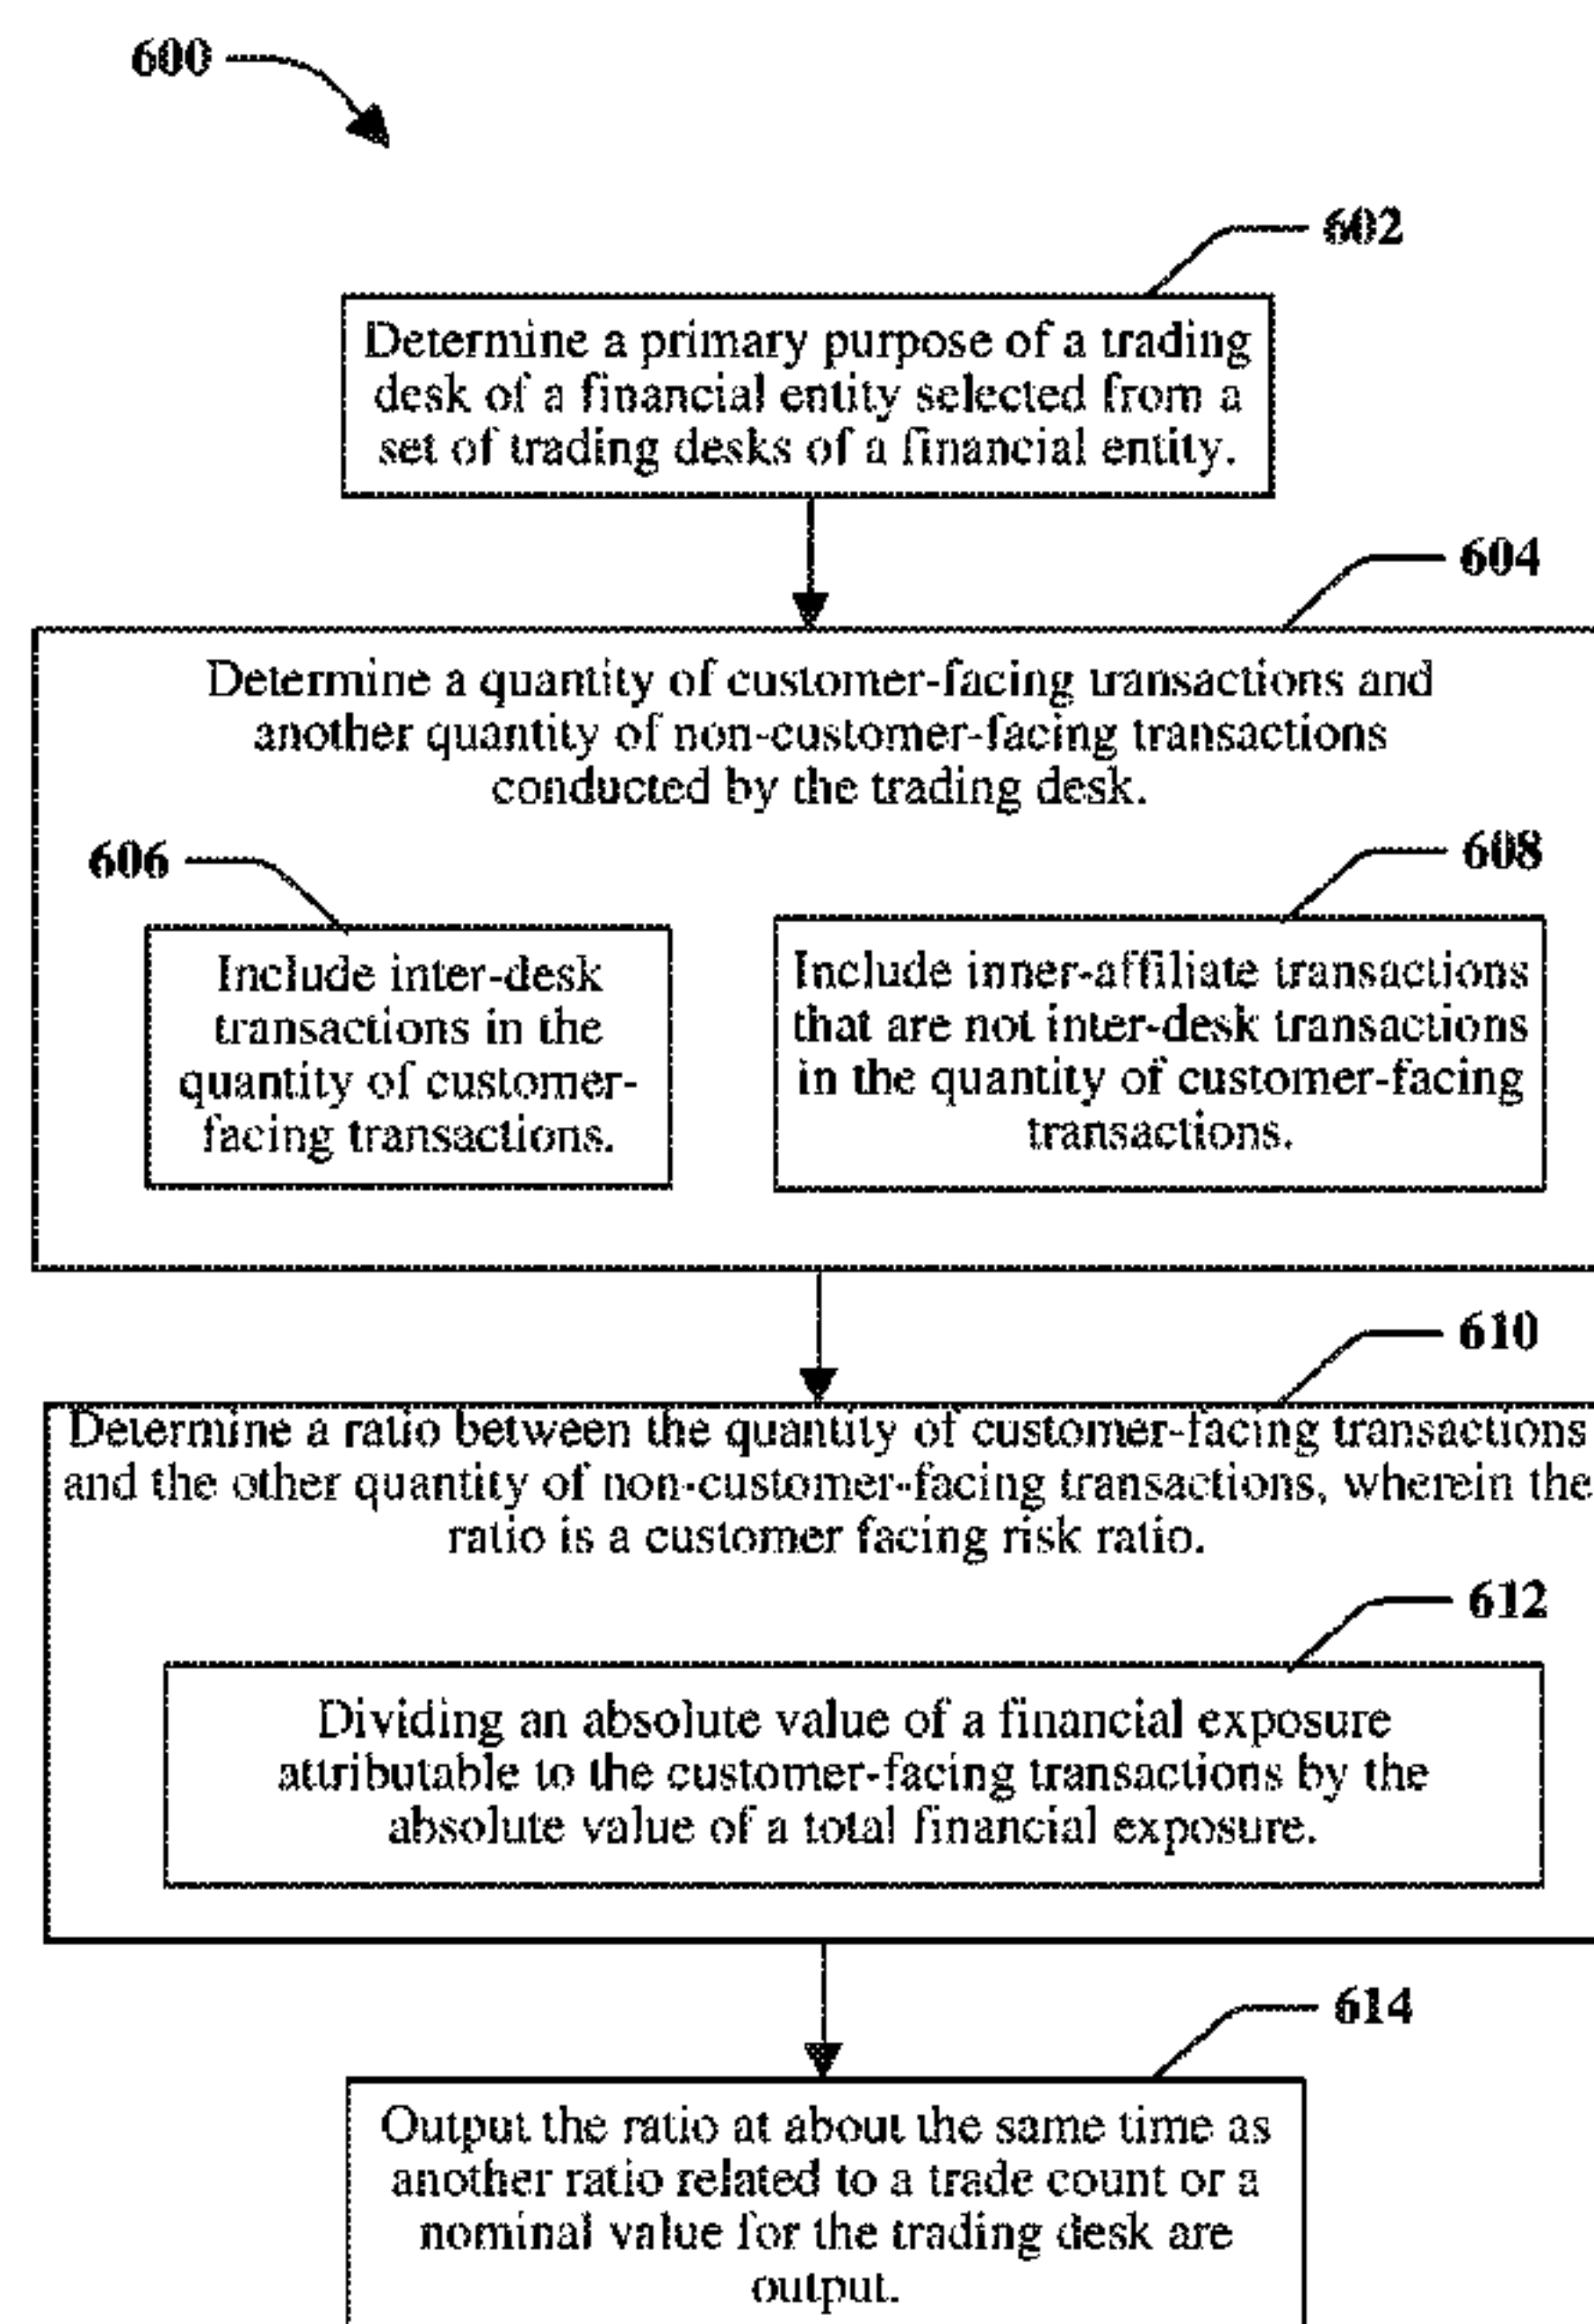 600
602
Determine a primary purpose of a trading
desk of a financial entity selected from a
set of trading desks of a financial entity.
604
Determine a quantity of customer-facing transactions and
another quantity of non-customer-facing transactions
conducted by the trading desk.
606
608
Include inter-desk
transactions in the
quantity of customer-
facing transactions.
Include inner-affiliate transactions
that are not inter-desk transactions
in the quantity of customer-facing
transactions.
610
Determine a ratio between the quantity of customer-facing transactions
and the other quantity of non-customer-facing transactions, wherein the
ratio is a customer facing risk ratio.
612
Dividing an absolute value of a financial exposure
attributable to the customer-facing transactions by the
absolute value of a total financial exposure.
614
Output the ratio at about the same time as
another ratio related to a trade count or a
nominal value for the trading desk are
output.